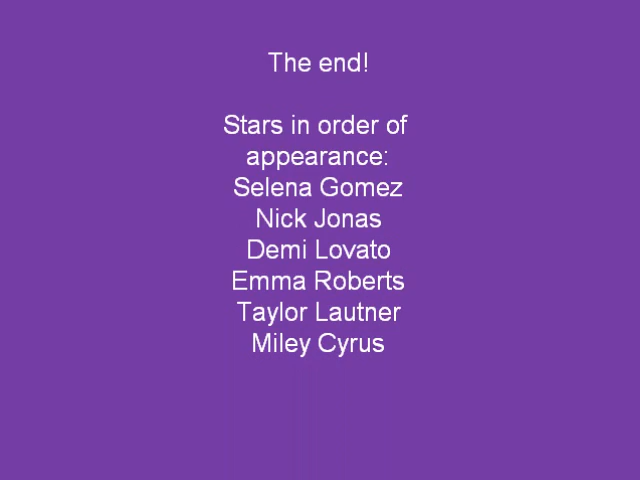 The end!
Stars in order of
appearance:
Selena Gomez
Nick Jonas
Demi Lovato
Emma Roberts
Taylor Lautner
Miley Cyrus